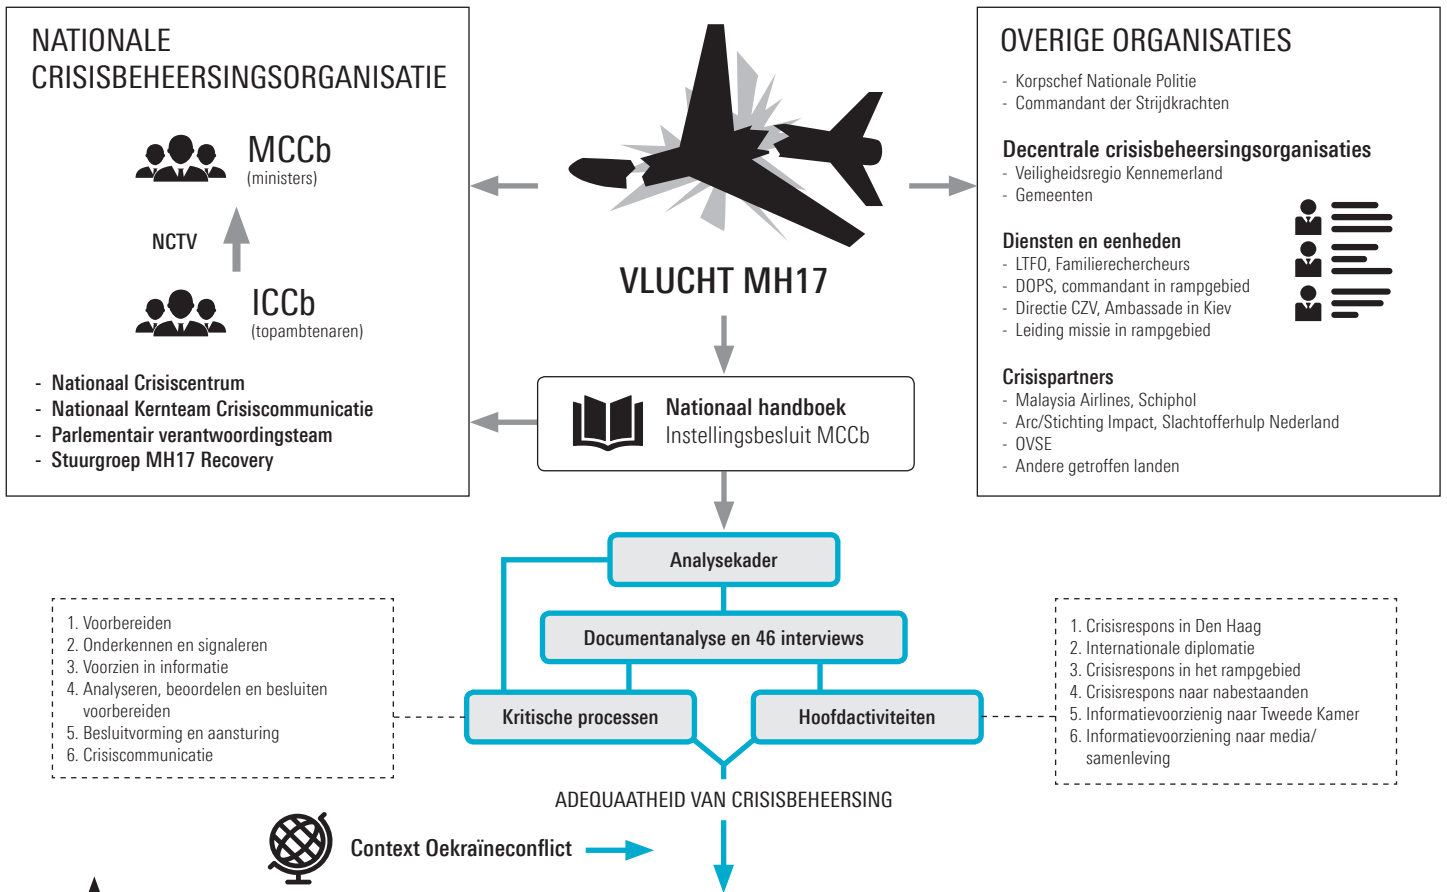 NATIONALE
CRISISBEHEERSINGSORGANISATIE
MCCb
(ministers)
NCTV
ICCb
(topambtenaren)
- Nationaal Crisiscentrum
- Nationaal Kernteam Crisiscommunicatie
- Parlementair verantwoordingsteam
- Stuurgroep MH17 Recovery
VLUCHT MH17
Nationaal handboek
Instellingsbesluit MCCb
OVERIGE ORGANISATIES
- Korpschef Nationale Politie
- Commandant der Strijdkrachten
Decentrale crisisbeheersingsorganisaties
- Veiligheidsregio Kennemerland
- Gemeenten
Diensten en eenheden
- LTFO, Familierechercheurs
- DOPS, commandant in rampgebied
- Directie CZV, Ambassade in Kiev
- Leiding missie in rampgebied
Crisispartners
- Malaysia Airlines, Schiphol
- Arc/Stichting Impact, Slachtofferhulp Nederland
- OVSE
- Andere getroffen landen
Analysekader
Documentanalyse en 46 interviews
Kritische processen
Hoofdactiviteiten
1. Voorbereiden
2. Onderkennen en signaleren
3. Voorzien in informatie
4. Analyseren, beoordelen en besluiten
voorbereiden
5. Besluitvorming en aansturing
6. Crisiscommunicatie
1. Crisisrespons in Den Haag
2. Internationale diplomatie
3. Crisisrespons in het rampgebied
4. Crisisrespons naar nabestaanden
5. Informatievoorzienig naar Tweede Kamer
6. Informatievoorziening naar media/
samenleving
ADEQUAATHEID VAN CRISISBEHEERSING
Context Oekraïneconflict